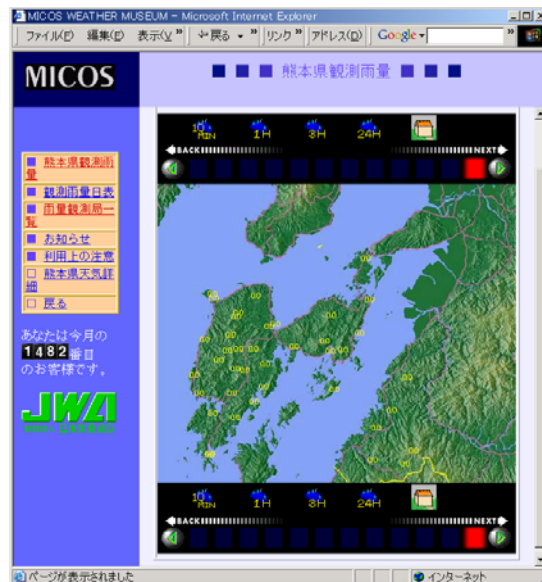 MICOS WEATHER MUSEUM - Microsoft Internet Explorer
ファイル(F) 編集(E) 表示(V) » 戻る » リンク » アドレス(D) Google »
MICOS
■ ■ ■ 熊本県観測雨量 ■ ■ ■
10 MIN 1H 3H 24H
BACK NEXT
■ 熊本県観測雨
量
■ 観測雨量日表
■ 雨量観測局一
覧
■ お知らせ
■ 利用上の注意
□ 熊本県天気詳
細
□ 戻る
あなたは今月の
1482番目
のお客様です。
JWA
10 MIN 1H 3H 24H
BACK NEXT
ページが表示されました インターネット